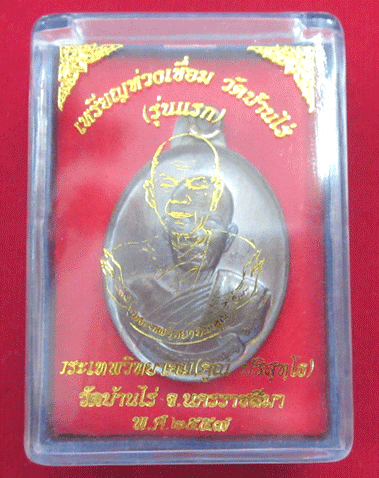 เหรียญห่วงเชื่อม วัดบ้านไร่
(รุ่นแรก)
พระเทพวิทยาคม(คูณ ปริสุทฺโธ)
วัดบ้านไร่ จ.นครราชสีมา
พ.ศ.๒๕๕๗